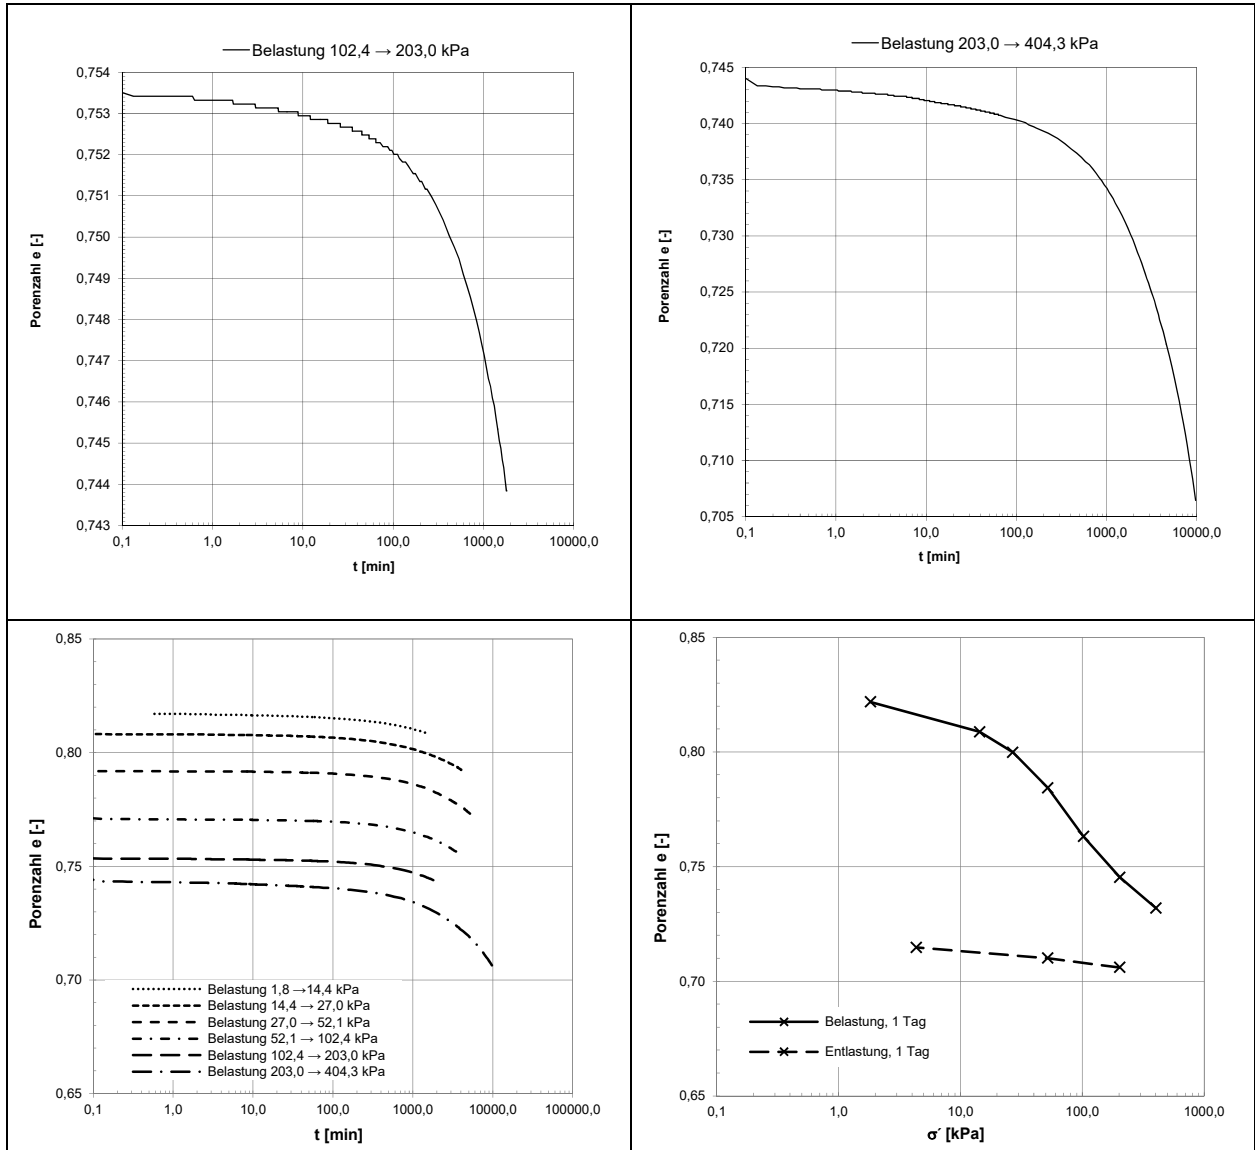 Belastung 102,4 → 203,0 kPa
0,754
0,753
0,752
0,751
0,750
0,749
0,748
0,747
0,746
0,745
0,744
0,743
Porenzahl e [-]
0,1 1,0 10,0 100,0 1000,0 10000,0
t [min]
Belastung 203,0 → 404,3 kPa
0,745
0,740
0,735
0,730
0,725
0,720
0,715
0,710
0,705
Porenzahl e [-]
0,1 1,0 10,0 100,0 1000,0 10000,0
t [min]
0,85
0,80
0,75
0,70
0,65
Porenzahl e [-]
Belastung 1,8 →14,4 kPa
Belastung 14,4 → 27,0 kPa
Belastung 27,0 → 52,1 kPa
Belastung 52,1 → 102,4 kPa
Belastung 102,4 → 203,0 kPa
Belastung 203,0 → 404,3 kPa
0,1 1,0 10,0 100,0 1000,0 10000,0 100000,0
t [min]
0,85
0,80
0,75
0,70
0,65
Porenzahl e [-]
Belastung, 1 Tag
Entlastung, 1 Tag
0,1 1,0 10,0 100,0 1000,0
σ´ [kPa]